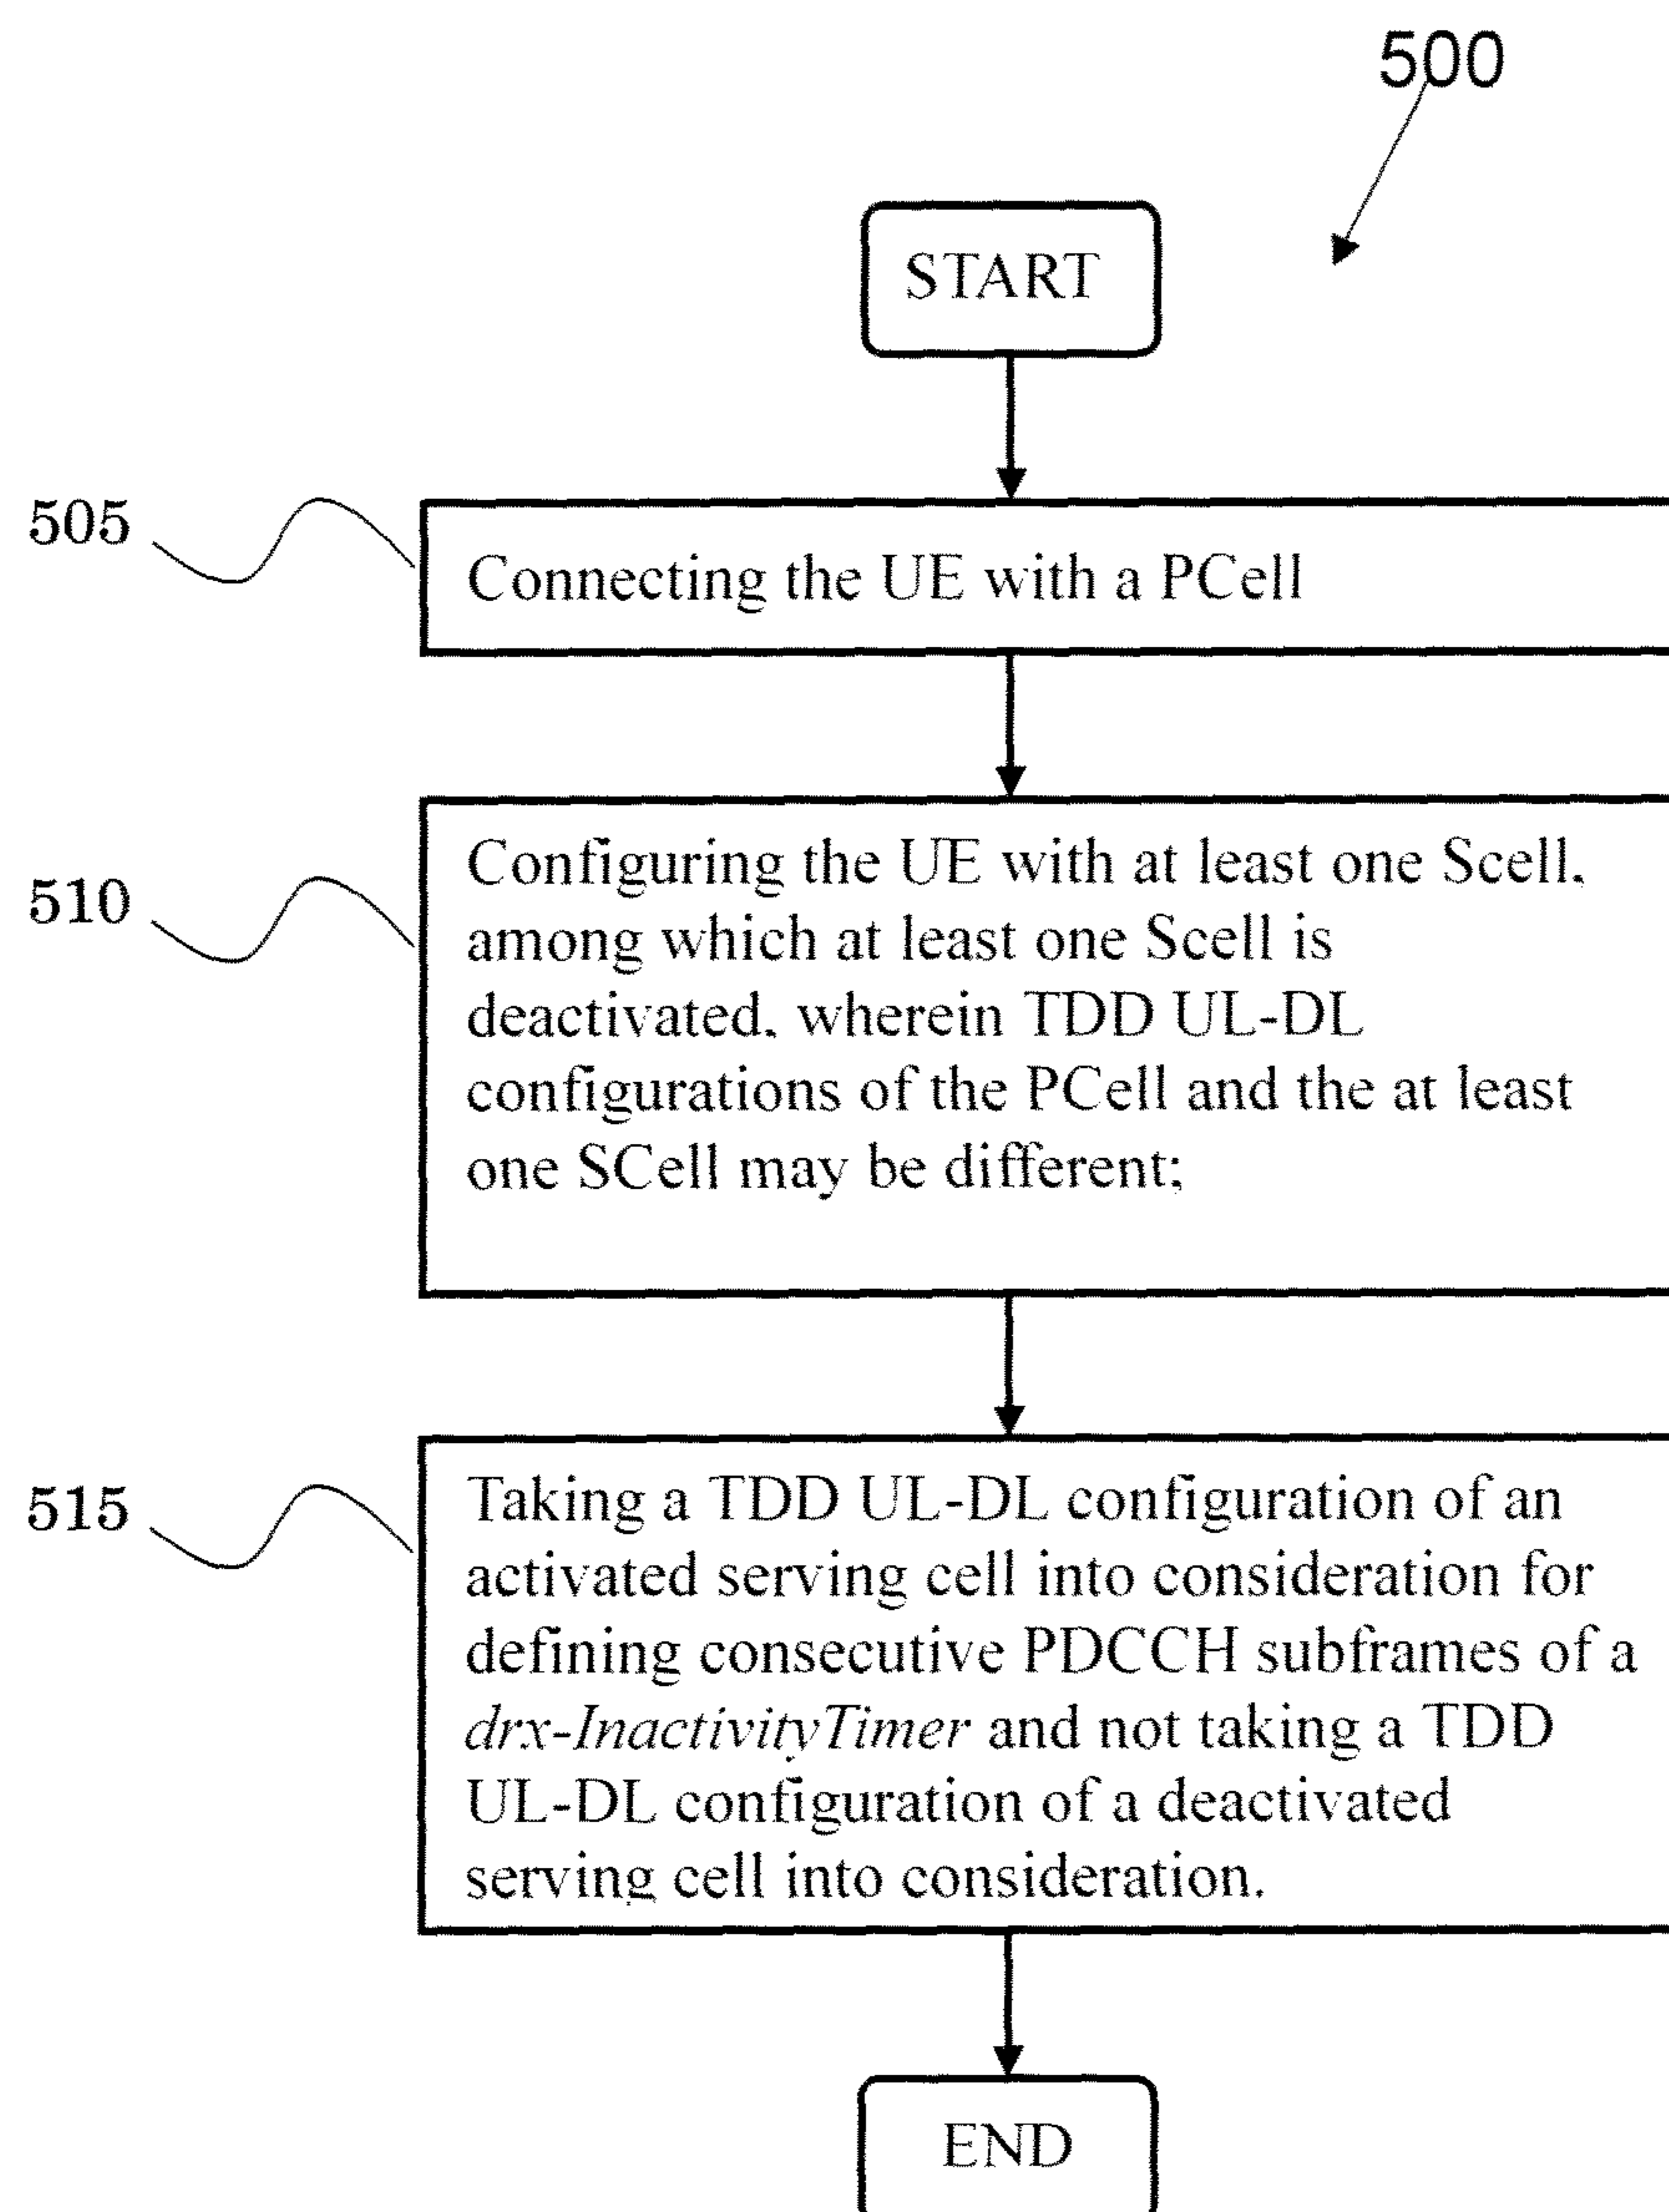 500
START
505
Connecting the UE with a PCell
510
Configuring the UE with at least one Scell,
among which at least one Scell is
deactivated, wherein TDD UL-DL
configurations of the PCell and the at least
one SCell may be different;
515
Taking a TDD UL-DL configuration of an
activated serving cell into consideration for
defining consecutive PDCCH subframes of a
drx-InactivityTimer and not taking a TDD
UL-DL configuration of a deactivated
serving cell into consideration.
END